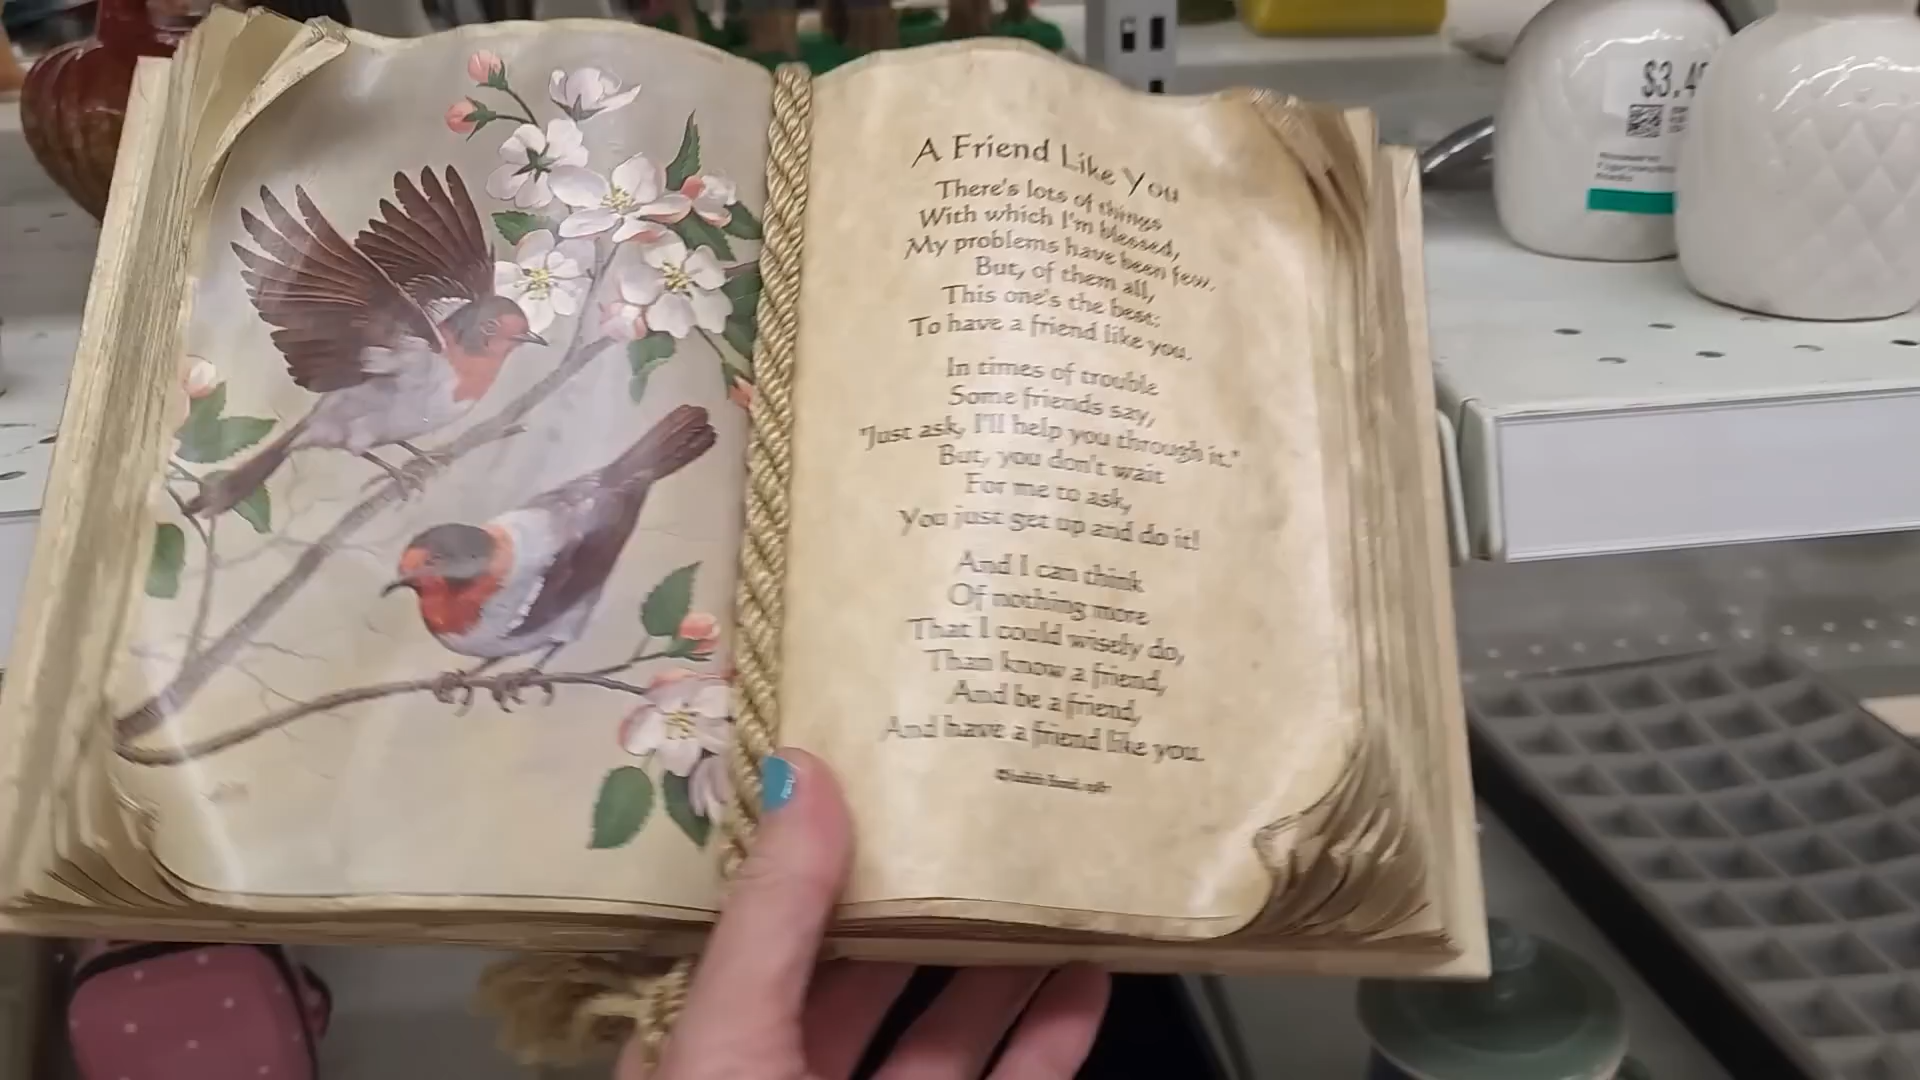 A Friend Like You
There's lots of things
With which I'm blessed,
My problems have been few,
But, of them all,
This one's the best:
To have a friend like you.
In times of trouble
Some friends say,
"Just ask, I'll help you through it."
But, you don't wait
For me to ask,
You just get up and do it!
And I can think
Of nothing more
That I could wisely do,
Than know a friend,
And be a friend,
And have a friend like you.
©
$3.4